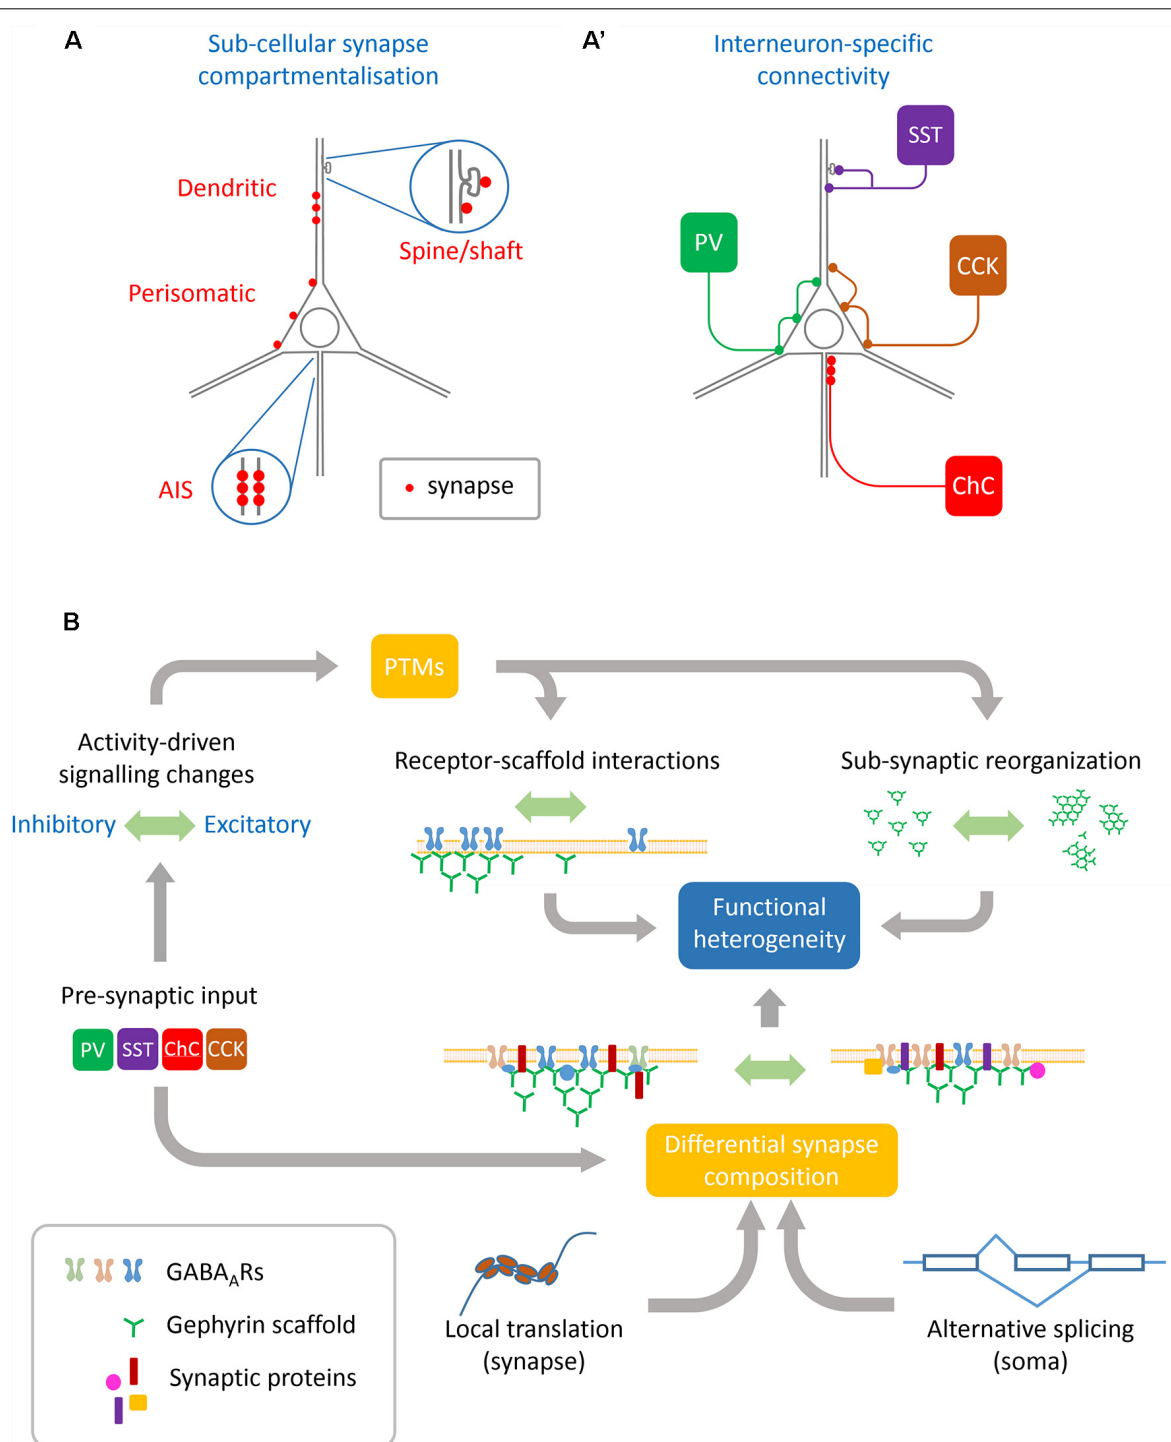 A
Sub-cellular synapse
compartmentalisation
Dendritic
Spine/shaft
Perisomatic
AIS
synapse
A’
Interneuron-specific
connectivity
SST
PV
CCK
ChC
B
PTMs
Activity-driven
signalling changes
Inhibitory
Excitatory
Receptor-scaffold interactions
Sub-synaptic reorganization
Functional
heterogeneity
Pre-synaptic input
PV
SST
ChC
CCK
Differential synapse
composition
Local translation
(synapse)
Alternative splicing
(soma)
GABAARs
Gephyrin scaffold
Synaptic proteins